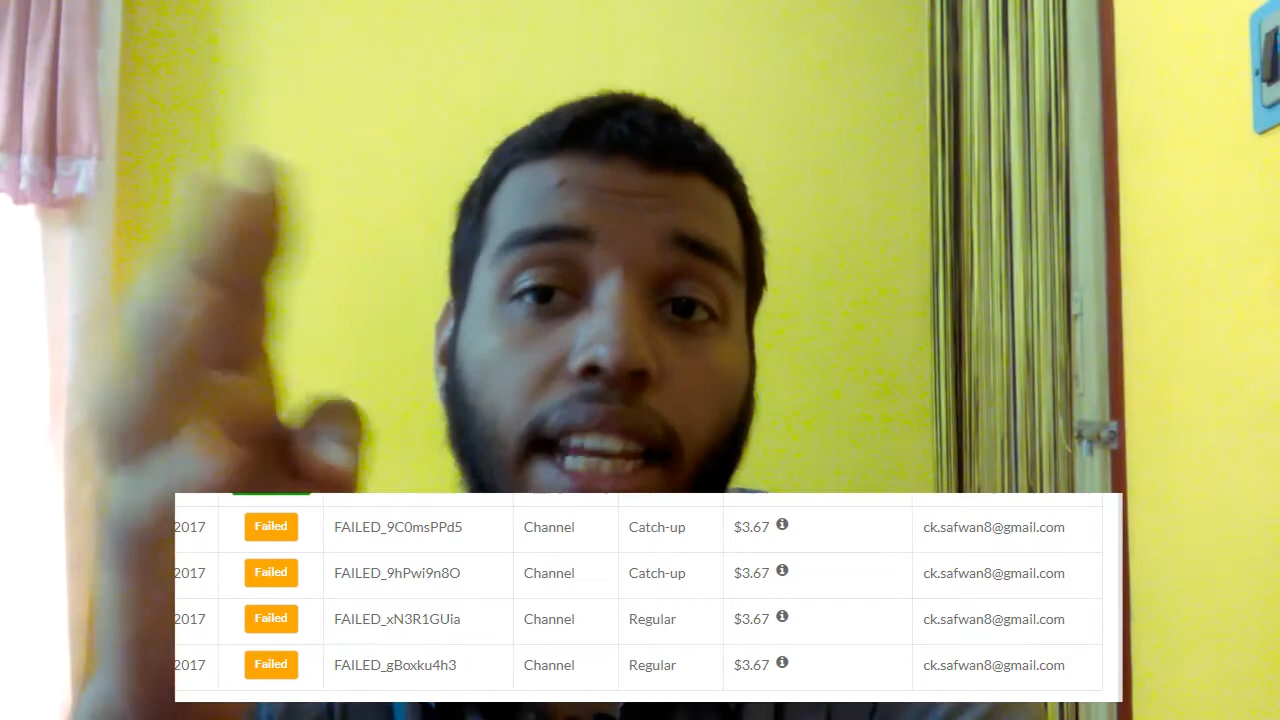 2017 Failed FAILED_9C0msPPd5 Channel Catch-up $3.67 ck.safwan8@gmail.com
2017 Failed FAILED_9hPwi9n8O Channel Catch-up $3.67 ck.safwan8@gmail.com
2017 Failed FAILED_xN3R1GUia Channel Regular $3.67 ck.safwan8@gmail.com
2017 Failed FAILED_gBoxku4h3 Channel Regular $3.67 ck.safwan8@gmail.com